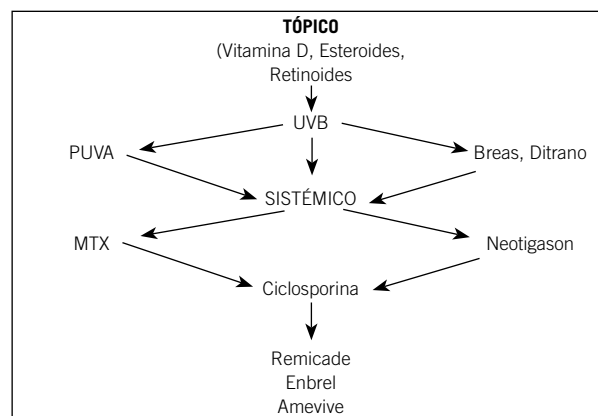 TÓPICO
(Vitamina D, Esteroides,
Retinoides
UVB
PUVA
Breas, Ditrano
SISTÉMICO
MTX
Neotigason
Ciclosporina
Remicade
Enbrel
Amevive